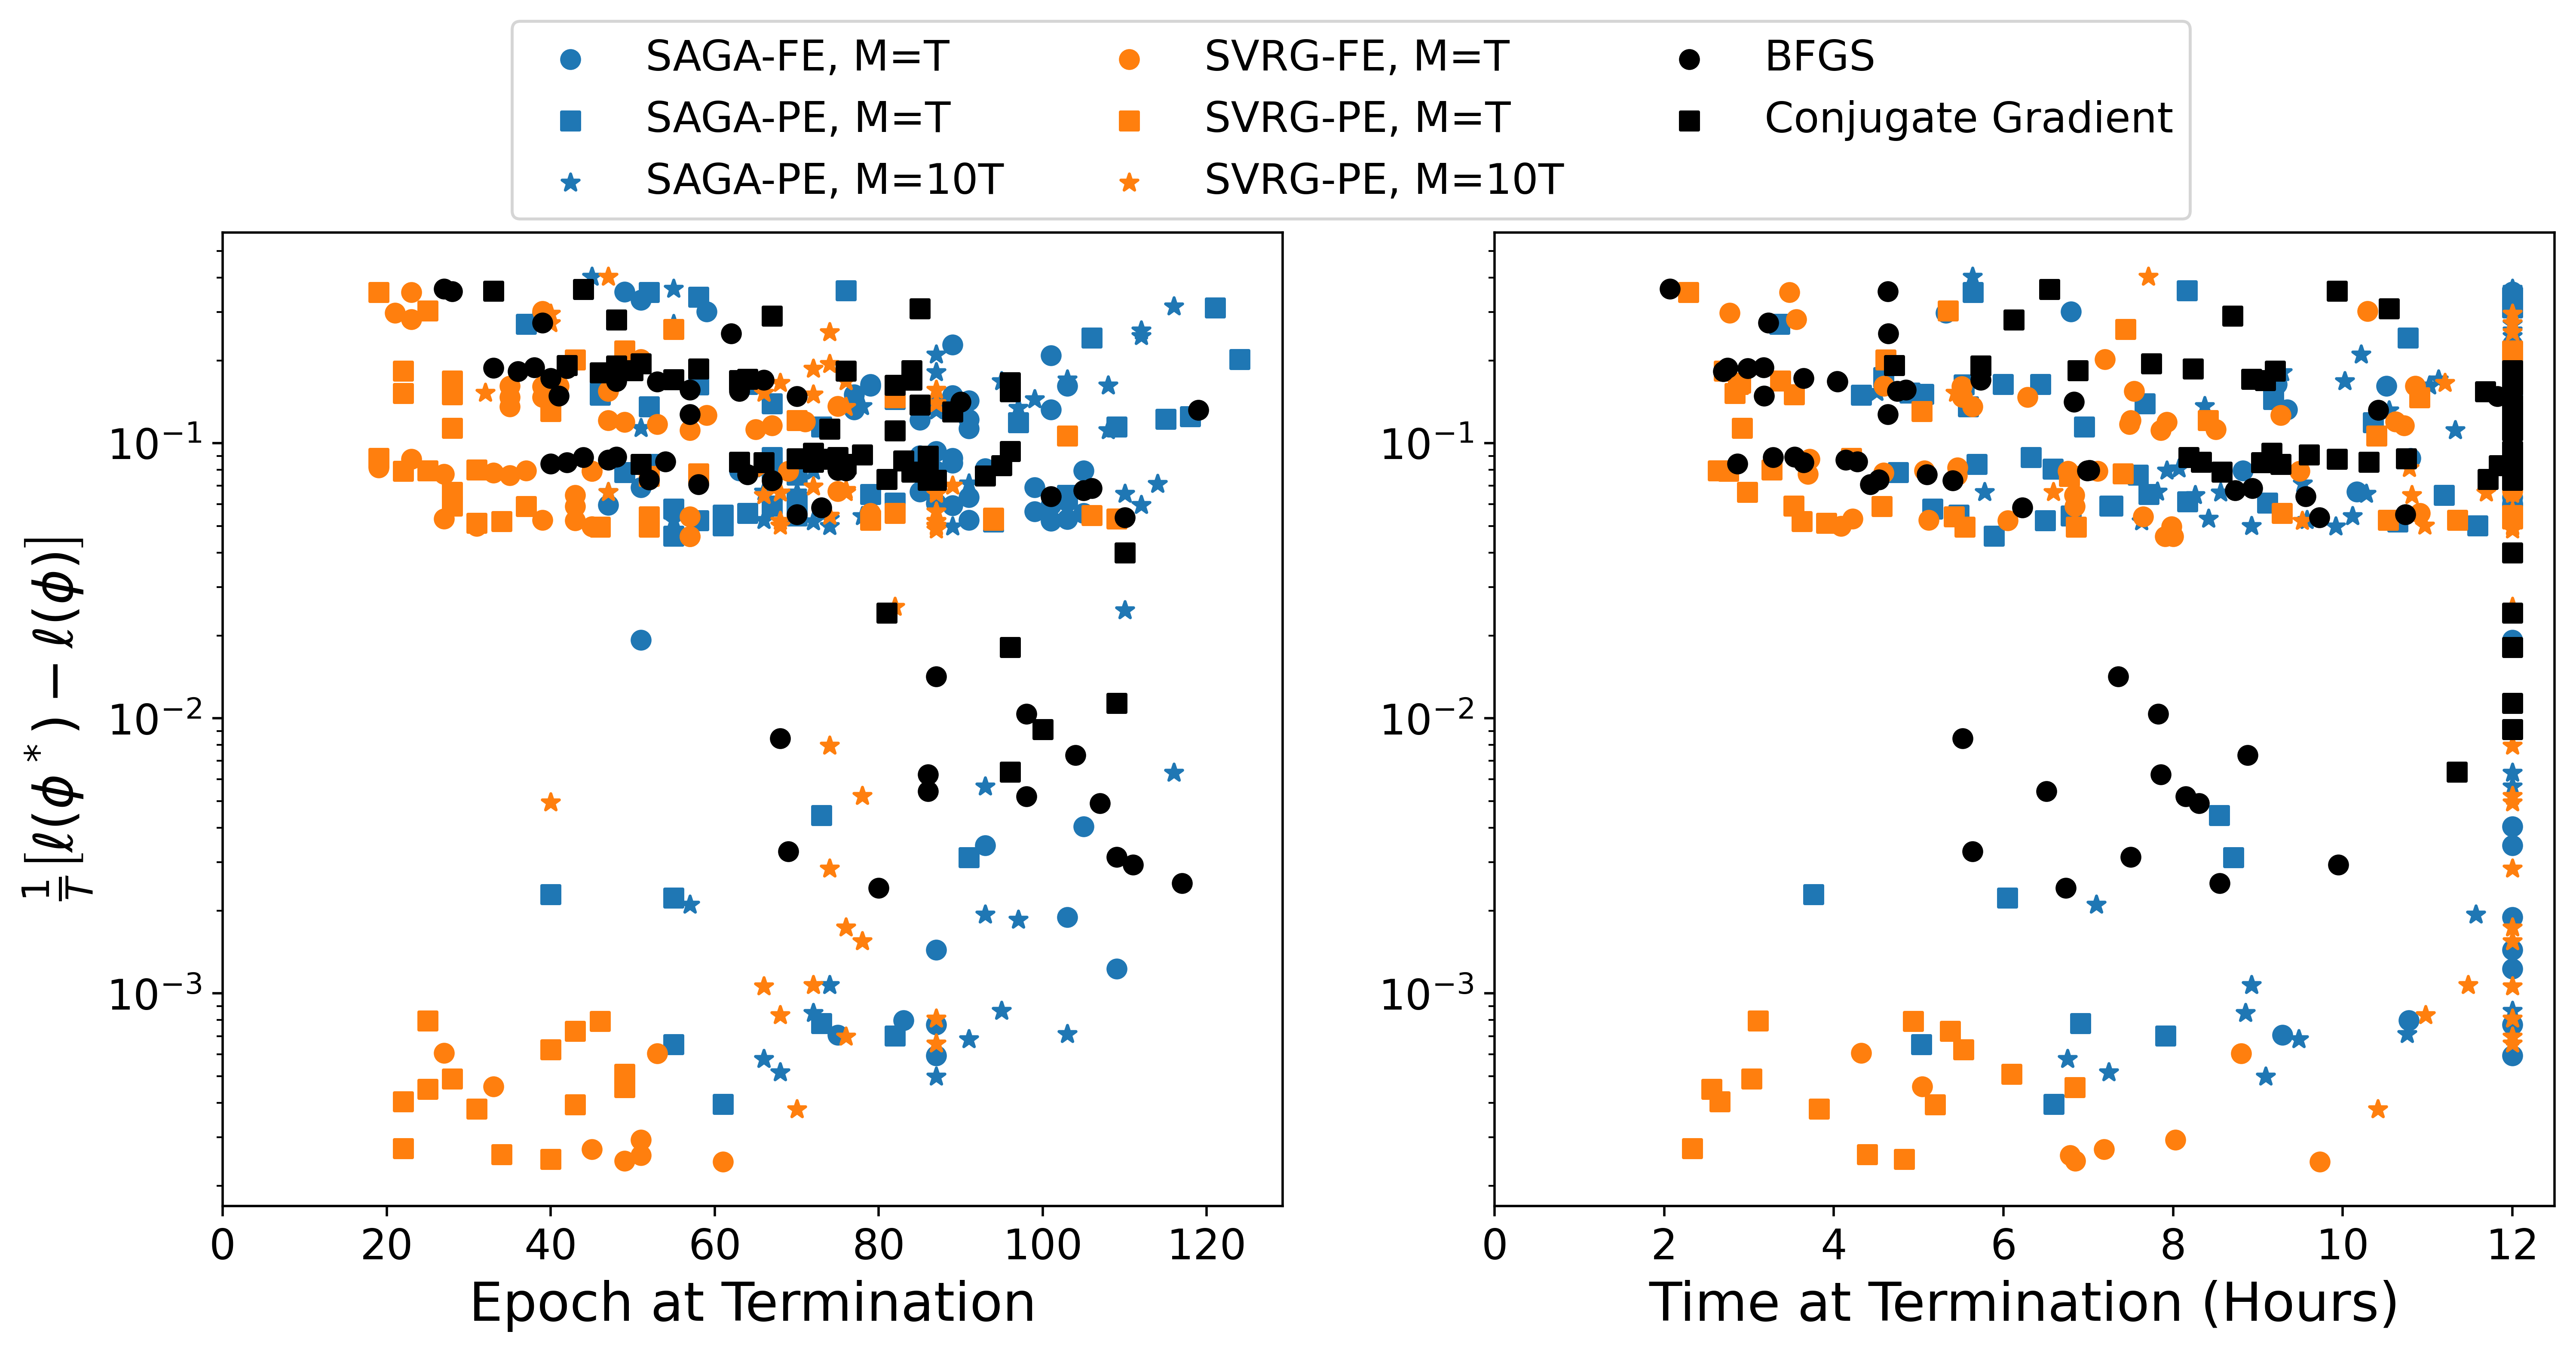 SAGA-FE, M=T
SAGA-PE, M=T
SAGA-PE, M=10T
SVRG-FE, M=T
SVRG-PE, M=T
SVRG-PE, M=10T
BFGS
Conjugate Gradient
1/T [ℓ(ϕ*) − ℓ(ϕ)]
10⁻¹
10⁻²
10⁻³
0 20 40 60 80 100 120
Epoch at Termination
10⁻¹
10⁻²
10⁻³
0 2 4 6 8 10 12
Time at Termination (Hours)